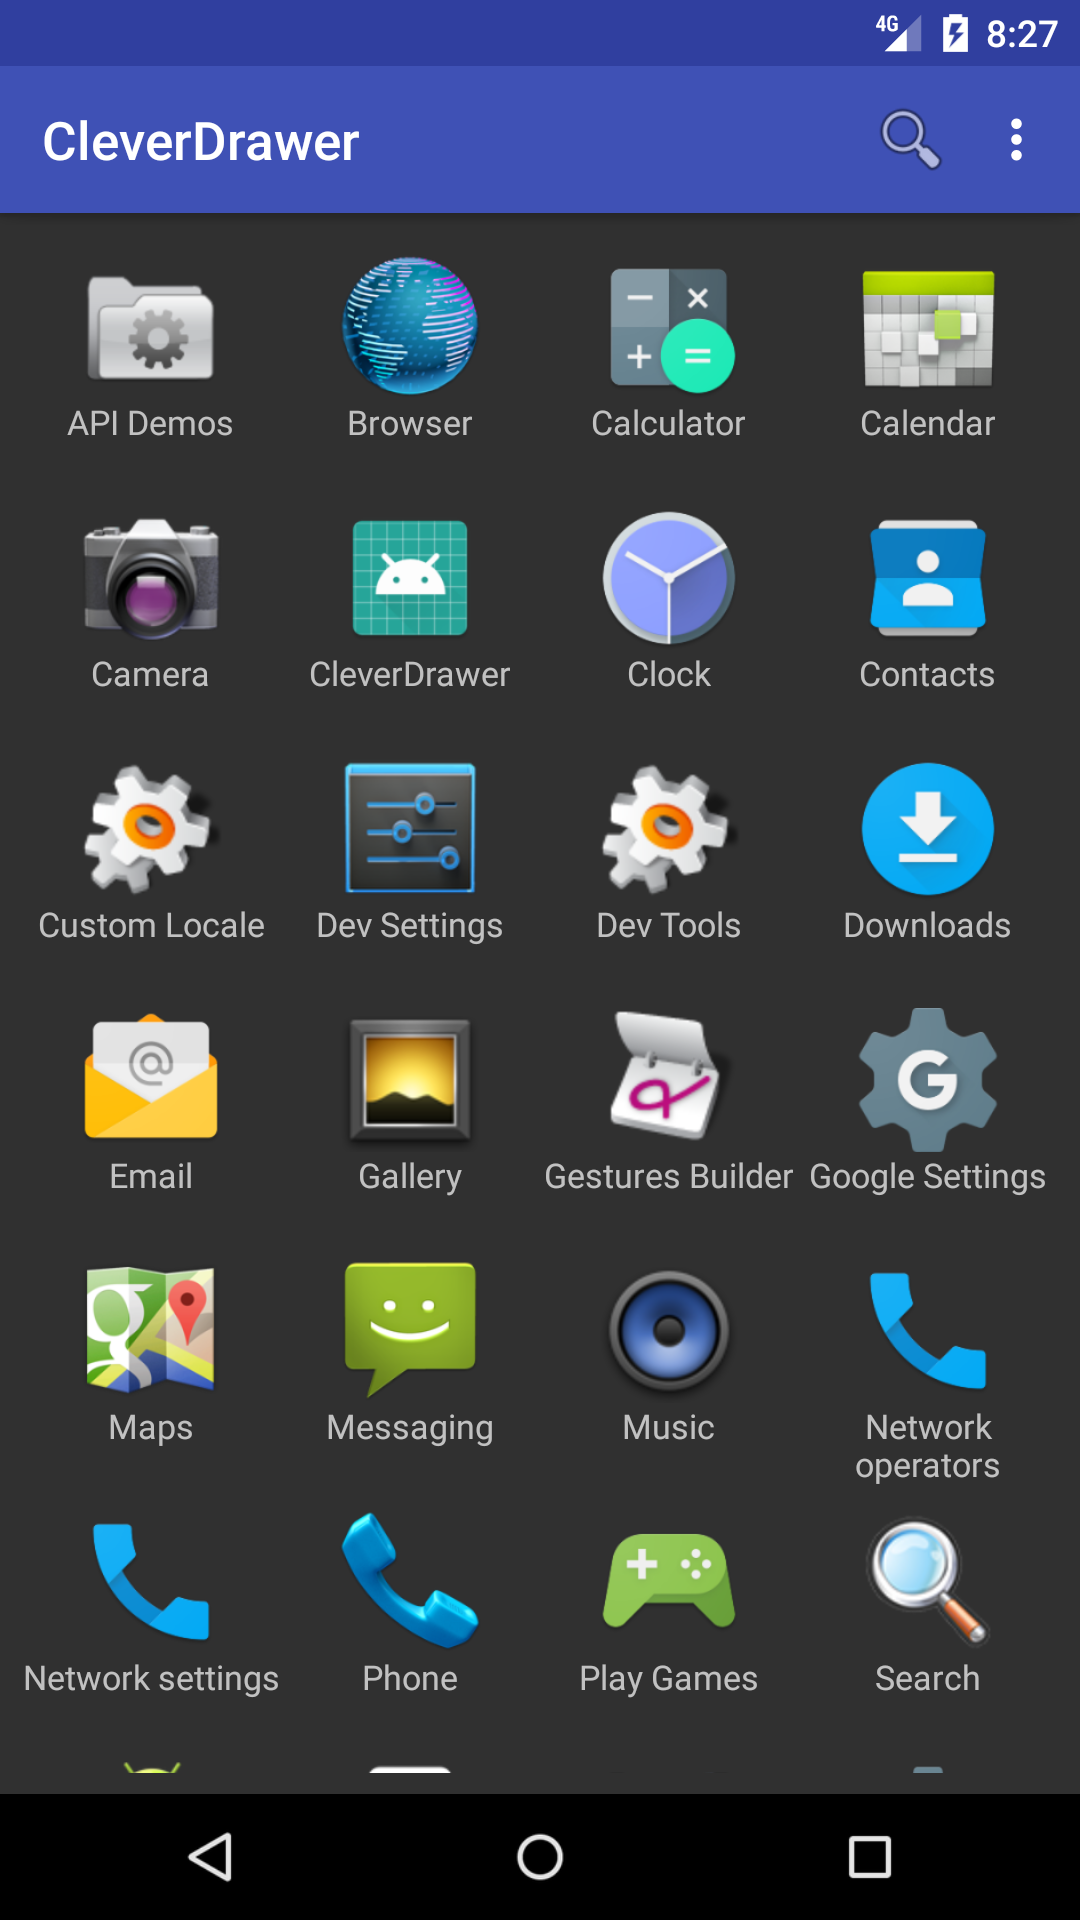 4G 8:27
CleverDrawer
API Demos Browser Calculator Calendar
Camera CleverDrawer Clock Contacts
Custom Locale Dev Settings Dev Tools Downloads
Email Gallery Gestures Builder Google Settings
Maps Messaging Music Network
operators
Network settings Phone Play Games Search